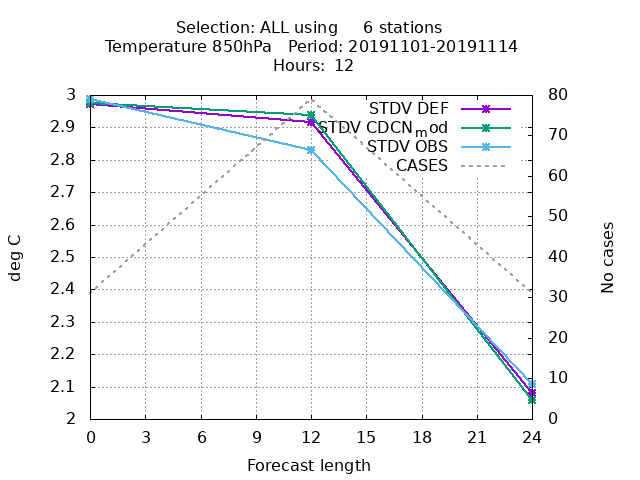 Selection: ALL using 6 stations
Temperature 850hPa Period: 20191101-20191114
Hours: 12
3
2.9
2.8
2.7
2.6
2.5
2.4
2.3
2.2
2.1
2
deg C
80
70
60
50
40
30
20
10
0
No cases
STDV DEF
STDV CDCNmod
STDV OBS
CASES
0 3 6 9 12 15 18 21 24
Forecast length